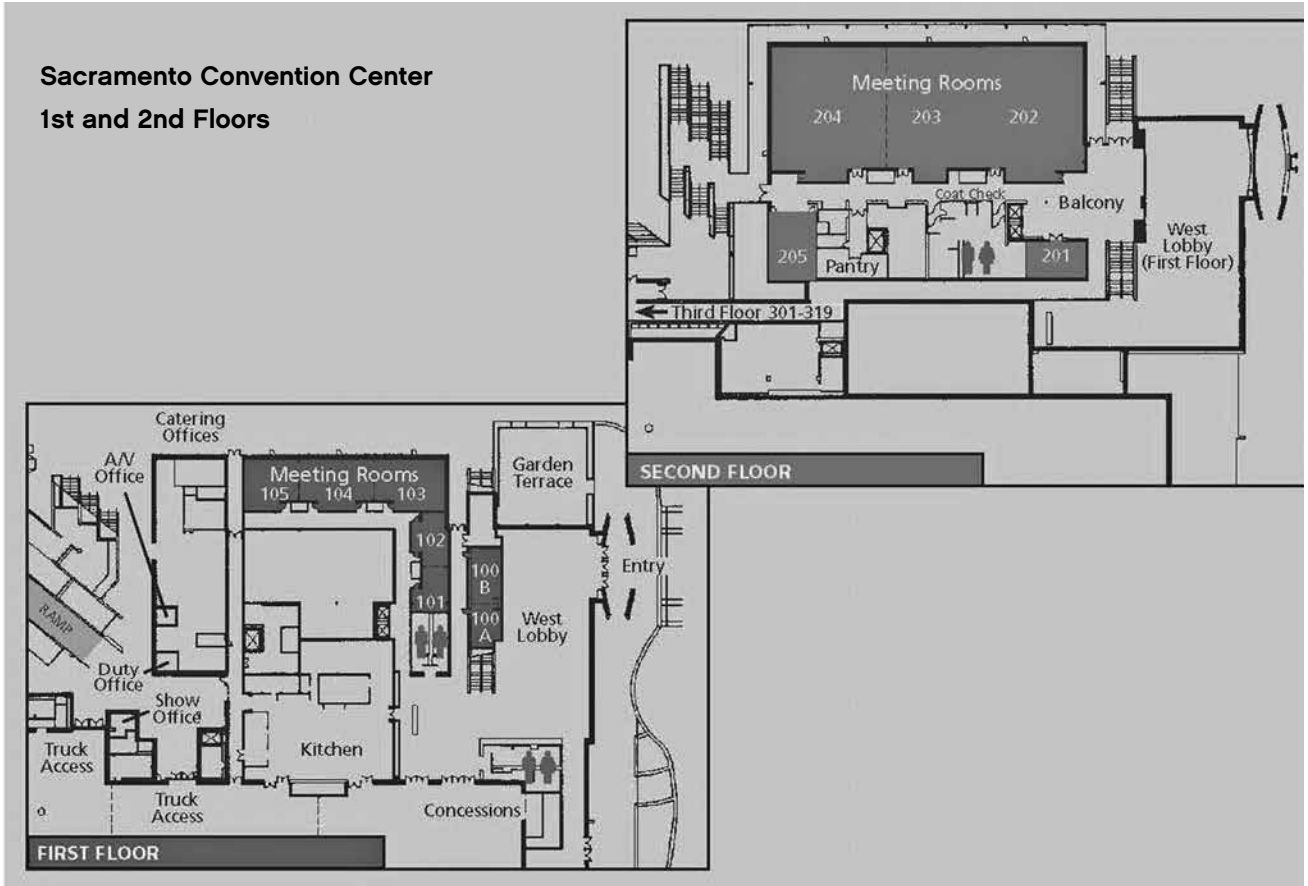 Sacramento Convention Center
1st and 2nd Floors
Meeting Rooms
204
203
202
Coat Check
Balcony
West
Lobby
(First Floor)
205
Pantry
201
Third Floor 301-319
SECOND FLOOR
Catering
Offices
A/V
Office
Meeting Rooms
105
104
103
Garden
Terrace
102
100
B
Entry
101
100
A
West
Lobby
RAMP
Duty
Office
Show
Office
Kitchen
Truck
Access
Truck
Access
Concessions
FIRST FLOOR